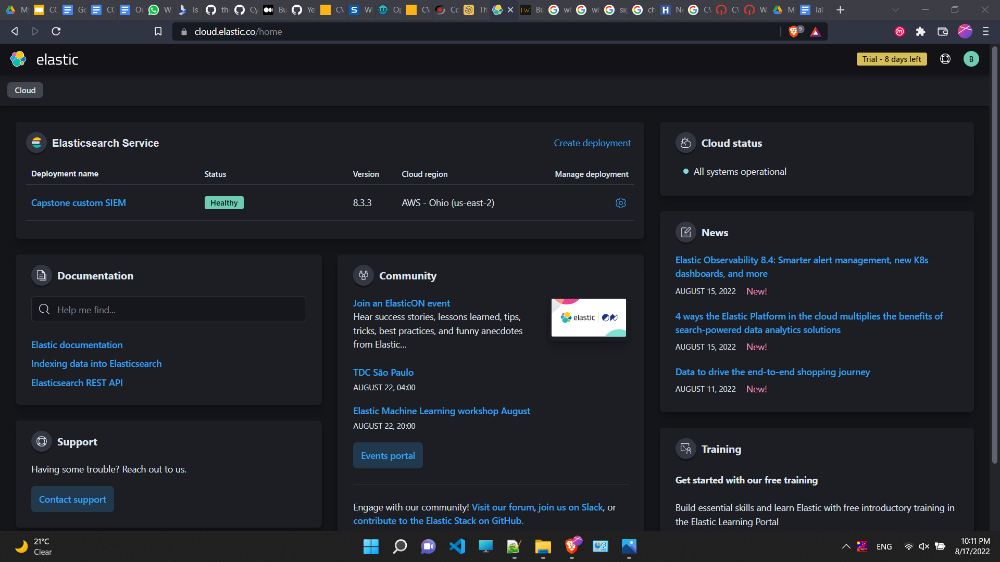 cloud.elastic.co/home
9
elastic
Trial - 8 days left
B
Cloud
Elasticsearch Service
Create deployment
Deployment name
Status
Version
Cloud region
Manage deployment
Capstone custom SIEM
Healthy
8.3.3
AWS - Ohio (us-east-2)
Cloud status
All systems operational
News
Elastic Observability 8.4: Smarter alert management, new K8s
dashboards, and more
AUGUST 15, 2022 New!
4 ways the Elastic Platform in the cloud multiplies the benefits of
search-powered data analytics solutions
AUGUST 15, 2022 New!
Data to drive the end-to-end shopping journey
AUGUST 11, 2022 New!
Documentation
Help me find...
Elastic documentation
Indexing data into Elasticsearch
Elasticsearch REST API
Community
Join an ElasticON event
Hear success stories, lessons learned, tips,
tricks, best practices, and funny anecdotes
from Elastic...
elastic
TDC São Paulo
AUGUST 22, 04:00
Elastic Machine Learning workshop August
AUGUST 22, 20:00
Events portal
Engage with our community! Visit our forum, join us on Slack, or
contribute to the Elastic Stack on GitHub.
Support
Having some trouble? Reach out to us.
Contact support
Training
Get started with our free training
Build essential skills and learn Elastic with free introductory training in
the Elastic Learning Portal
21°C
Clear
ENG
10:11 PM
8/17/2022